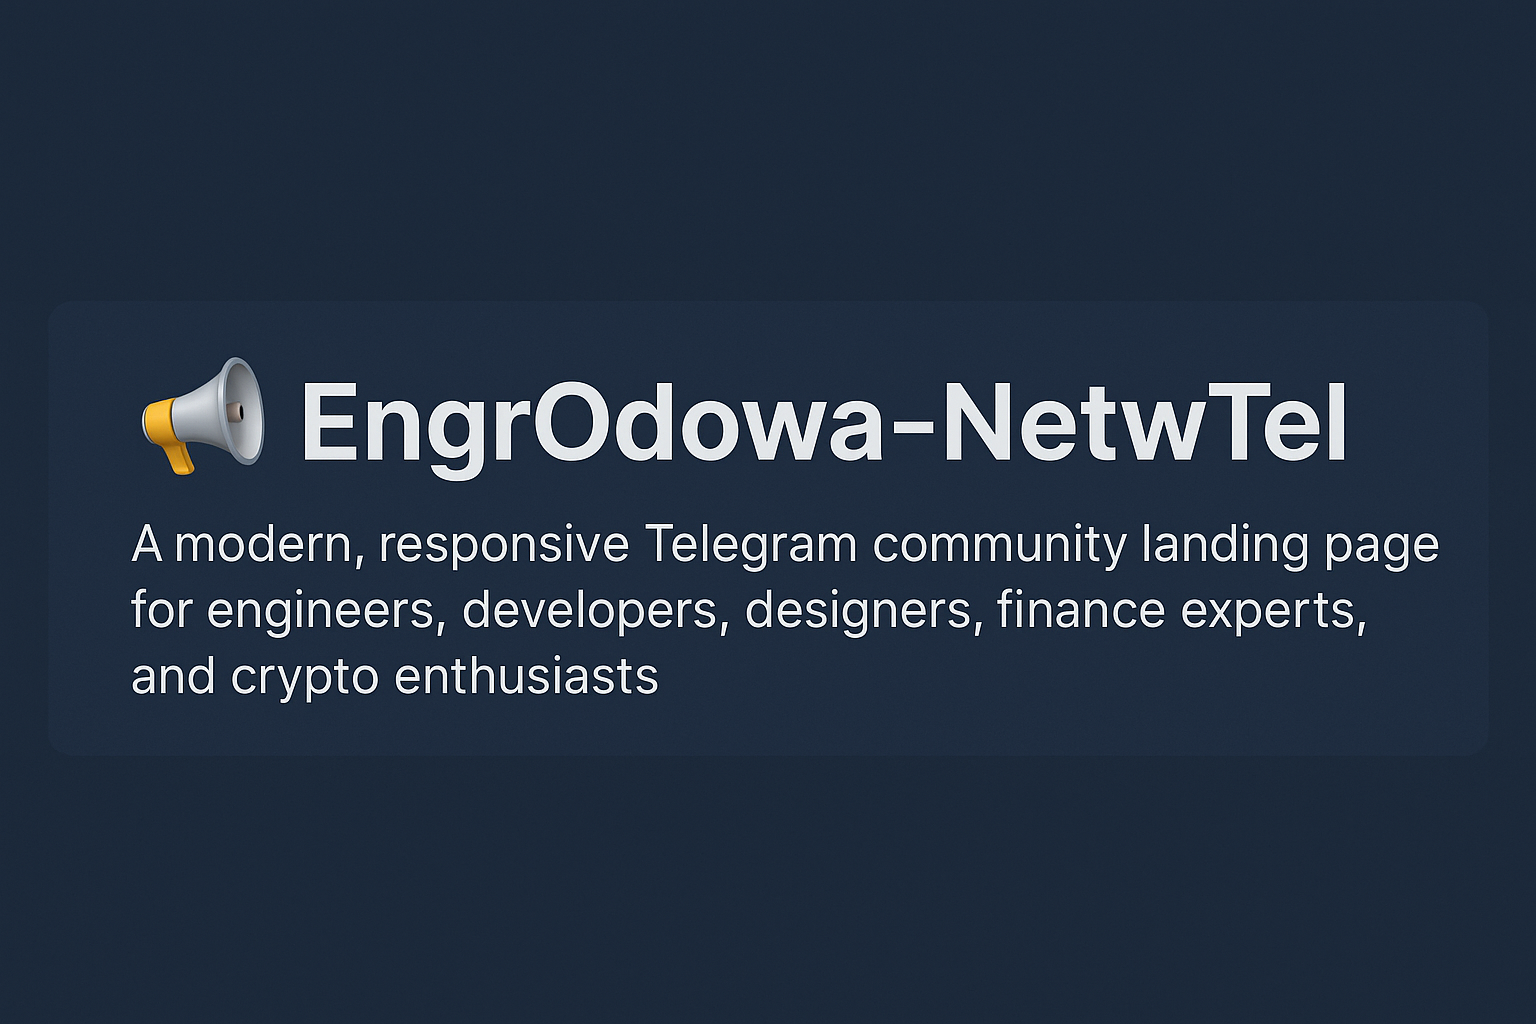 EngrOdowa-NetwTel
A modern, responsive Telegram community landing page
for engineers, developers, designers, finance experts,
and crypto enthusiasts